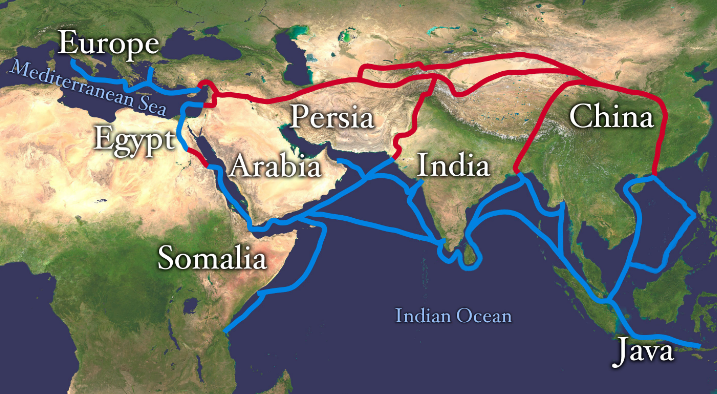 Europe
Mediterranean Sea
Egypt
Persia
China
Arabia
India
Somalia
Indian Ocean
Java